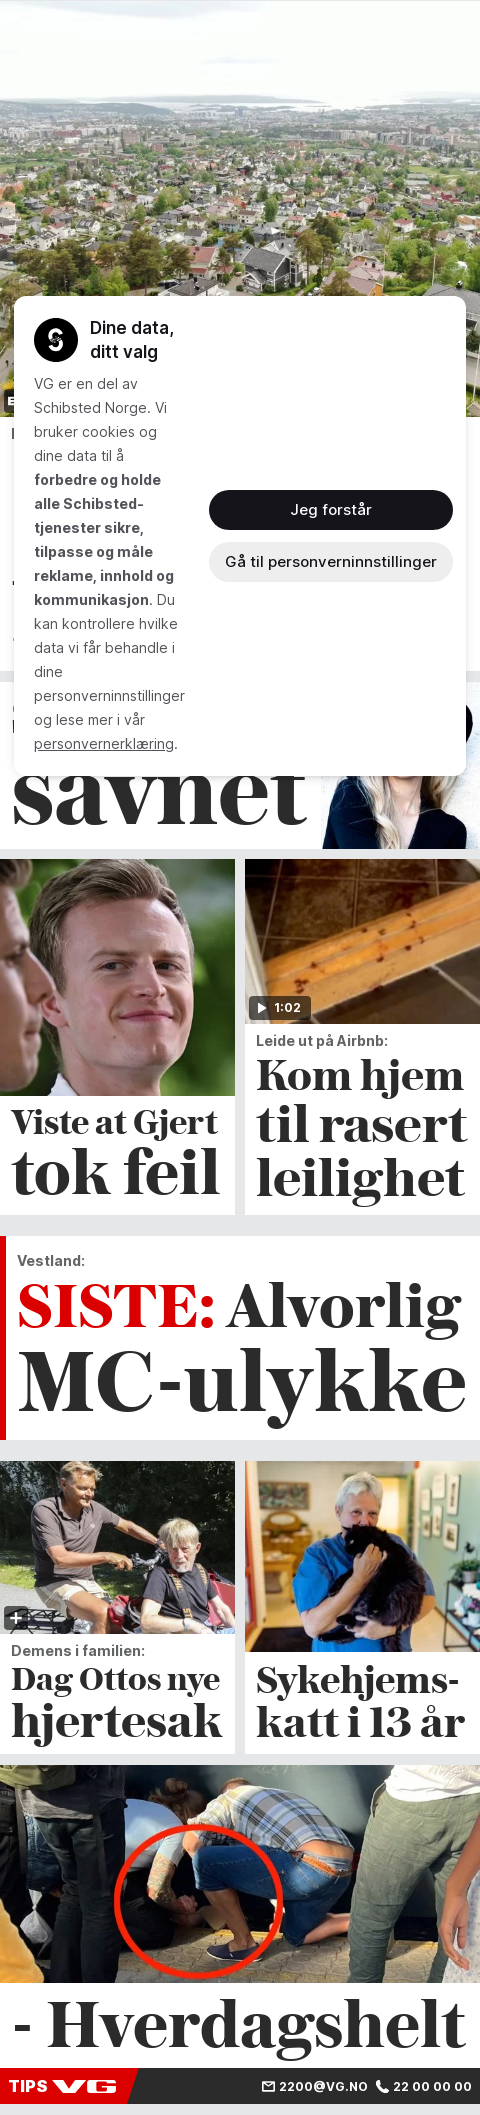 Dine data,
ditt valg
VG er en del av
Schibsted Norge. Vi
bruker cookies og
dine data til å
forbedre og holde
alle Schibsted-
tjenester sikre,
tilpasse og måle
reklame, innhold og
kommunikasjon. Du
kan kontrollere hvilke
data vi får behandle i
dine
personverninnstillinger
og lese mer i vår
personvernerklæring.
Jeg forstår
Gå til personverninnstillinger
savnet
1:02
Viste at Gjert
tok feil
Leide ut på Airbnb:
Kom hjem
til rasert
leilighet
Vestland:
SISTE: Alvorlig
MC-ulykke
Demens i familien:
Dag Ottos nye
hjertesak
Sykehjems-
katt i 13 år
- Hverdagshelt
TIPS VG 2200@VG.NO 22 00 00 00